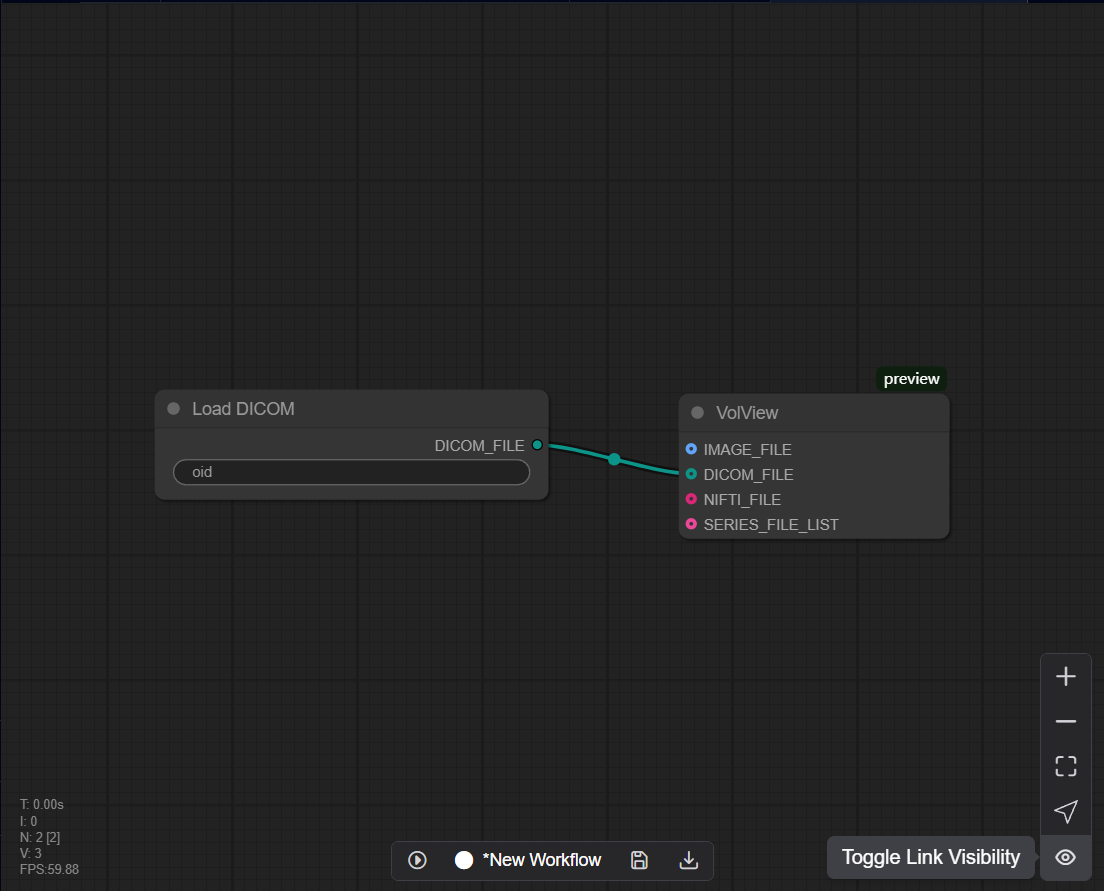 preview
Load DICOM
VolView
DICOM_FILE
IMAGE_FILE
oid
DICOM_FILE
NIFTI_FILE
SERIES_FILE_LIST
T: 0.00s
I: 0
N: 2 [2]
V: 3
FPS:59.88
*New Workflow
Toggle Link Visibility